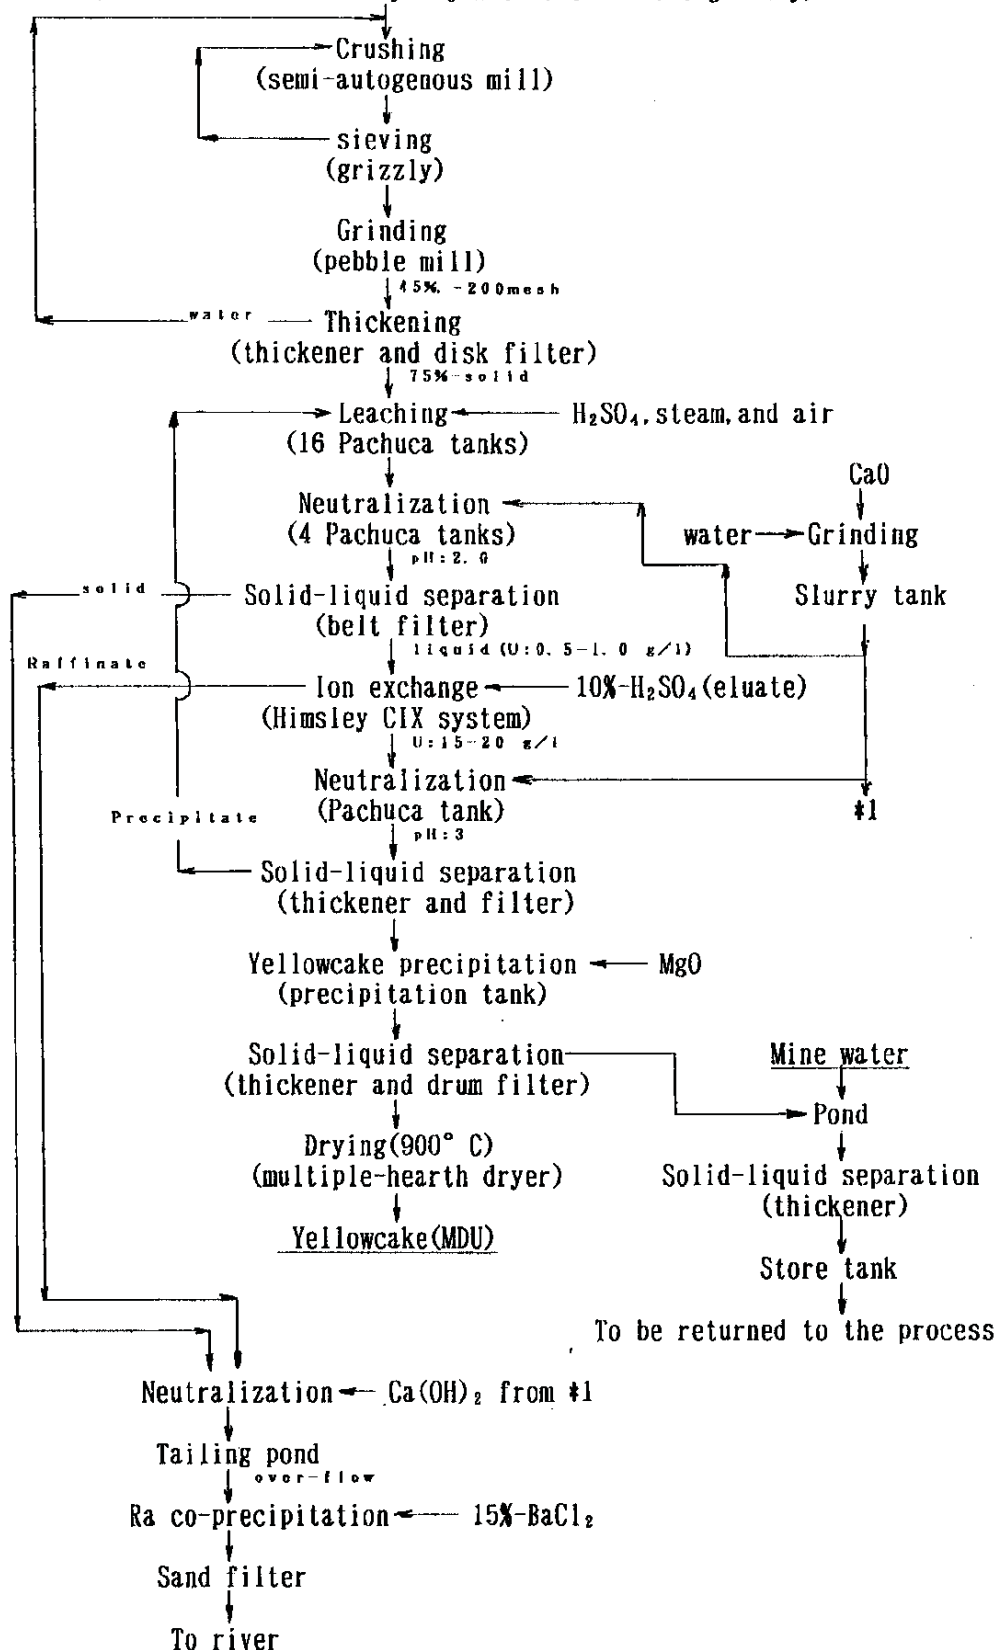 Crushing
(semi-autogenous mill)
sieving
(grizzly)
Grinding
(pebble mill)
45%, -200mesh
water
Thickening
(thickener and disk filter)
75%-solid
Leaching
H₂SO₄, steam, and air
(16 Pachuca tanks)
CaO
Neutralization
(4 Pachuca tanks)
water
Grinding
pH:2.0
solid
Solid-liquid separation
Slurry tank
(belt filter)
liquid (U:0.5-1.0 g/l)
Raffinate
Ion exchange
10%-H₂SO₄(eluate)
(Himsley CIX system)
U:15-20 g/l
Neutralization
(Pachuca tank)
#1
Precipitate
pH:3
Solid-liquid separation
(thickener and filter)
Yellowcake precipitation
MgO
(precipitation tank)
Solid-liquid separation
Mine water
(thickener and drum filter)
Pond
Drying(900° C)
(multiple-hearth dryer)
Solid-liquid separation
(thickener)
Yellowcake(MDU)
Store tank
To be returned to the process
Neutralization
Ca(OH)₂ from #1
Tailing pond
over-flow
Ra co-precipitation
15%-BaCl₂
Sand filter
To river